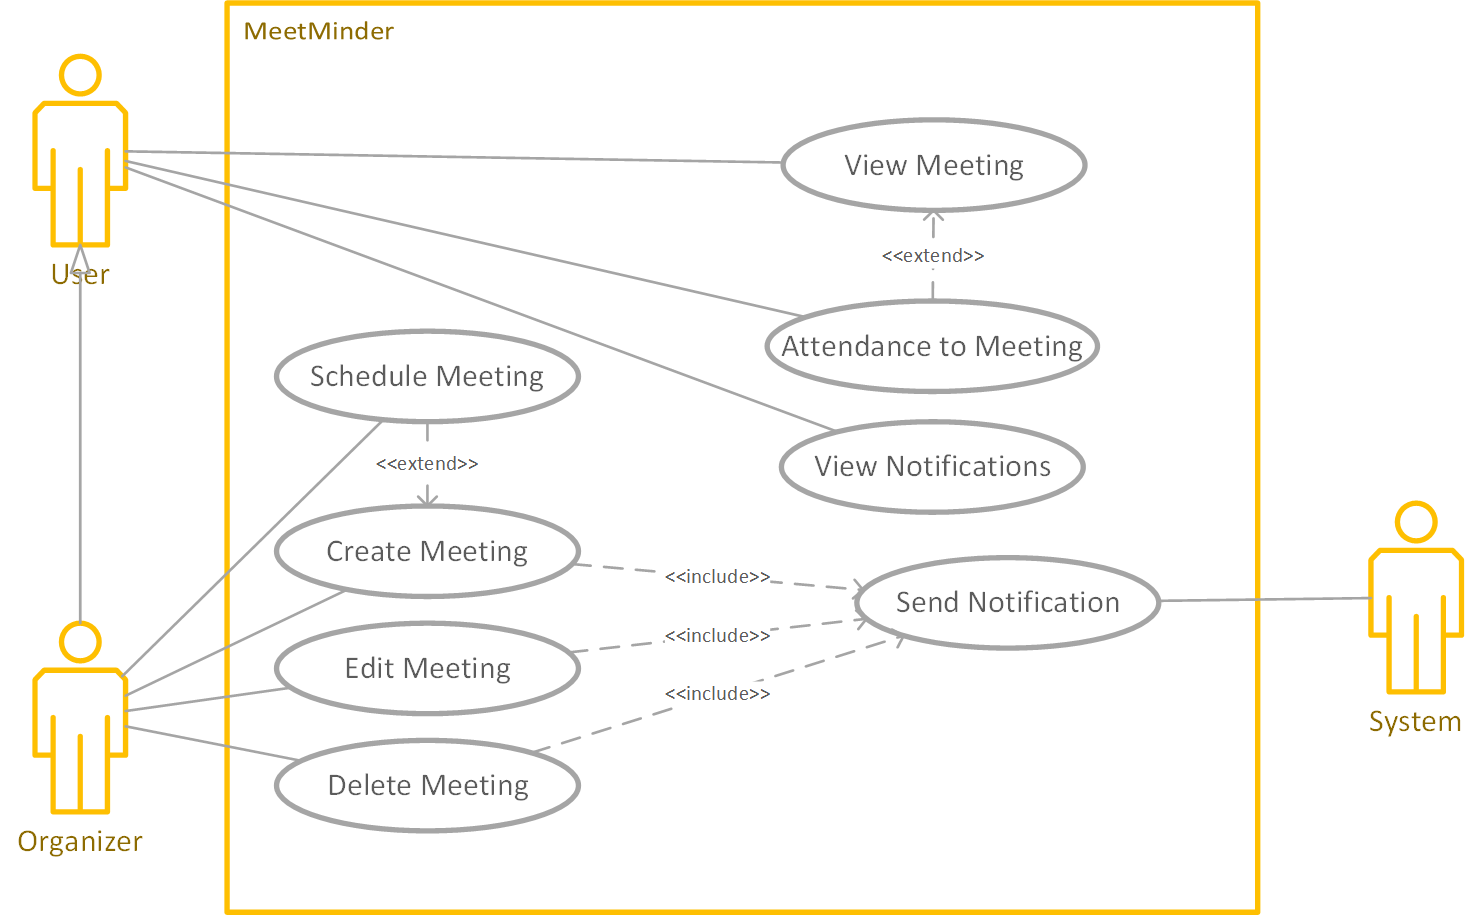 MeetMinder
View Meeting
User
<<extend>>
Attendance to Meeting
Schedule Meeting
<<extend>>
View Notifications
Create Meeting
<<include>>
Send Notification
<<include>>
Edit Meeting
<<include>>
System
Delete Meeting
Organizer